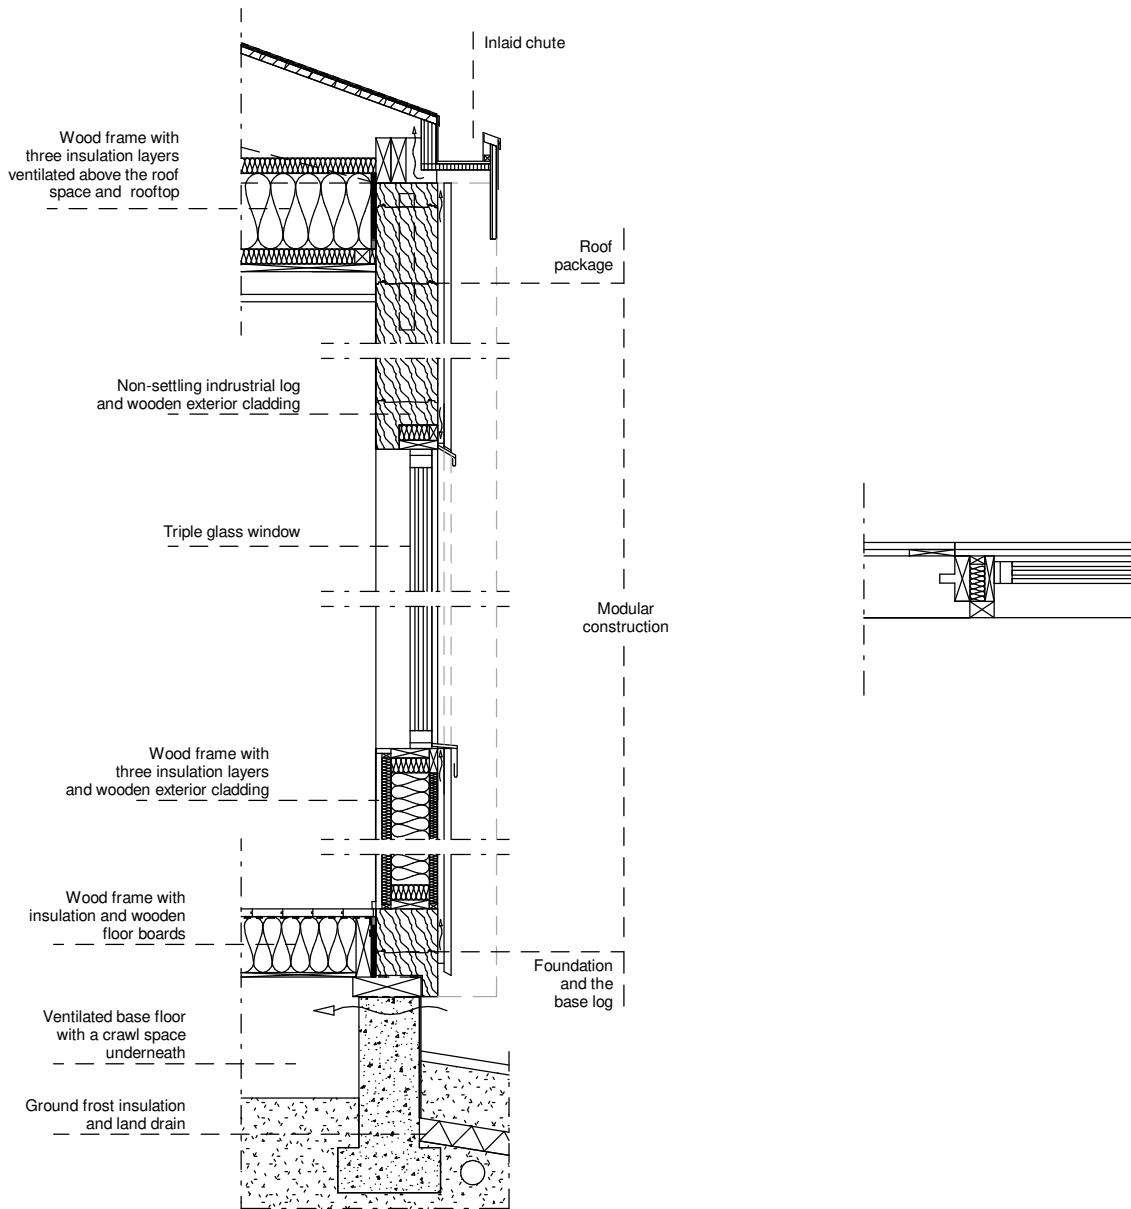 Inlaid chute
Wood frame with
three insulation layers
ventilated above the roof
space and rooftop
Roof
package
Non-settling indrustrial log
and wooden exterior cladding
Triple glass window
Modular
construction
Wood frame with
three insulation layers
and wooden exterior cladding
Wood frame with
insulation and wooden
floor boards
Foundation
and the
base log
Ventilated base floor
with a crawl space
underneath
Ground frost insulation
and land drain